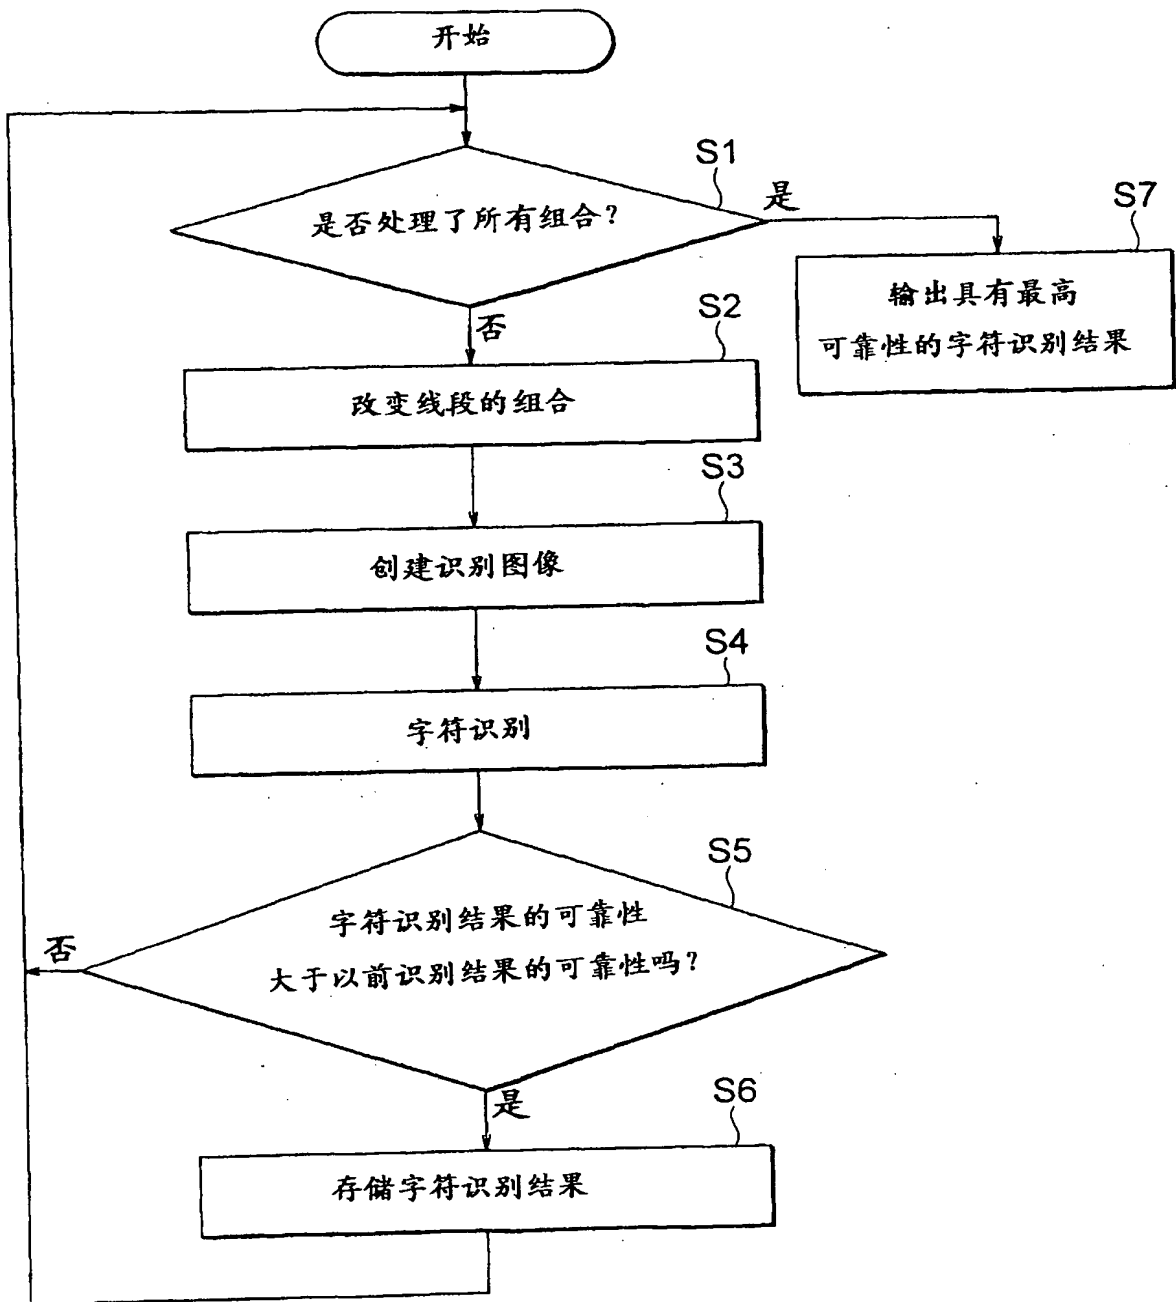 开始
S1
是否处理了所有组合?
是
S7
输出具有最高
可靠性的字符识别结果
否
S2
改变线段的组合
S3
创建识别图像
S4
字符识别
S5
字符识别结果的可靠性
大于以前识别结果的可靠性吗?
否
是
S6
存储字符识别结果